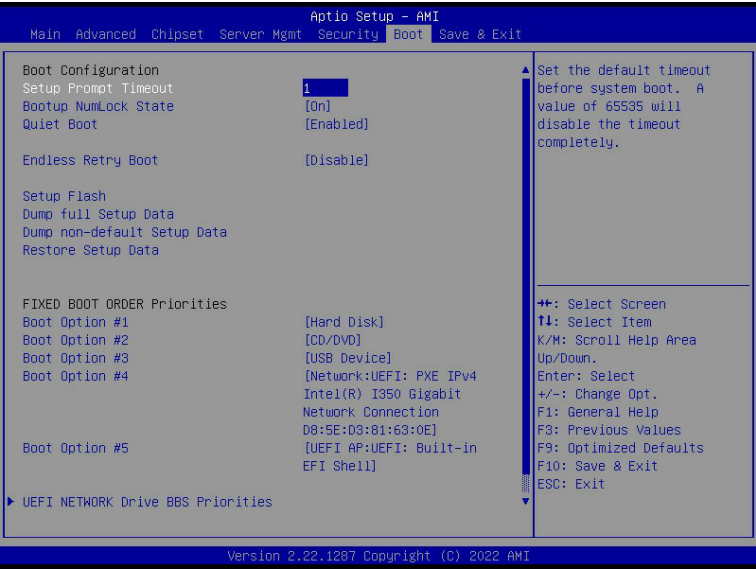 Aptio Setup – AMI
Main Advanced Chipset Server Mgmt Security Boot Save & Exit
Boot Configuration
Setup Prompt Timeout 1
Bootup NumLock State [On]
Quiet Boot [Enabled]
Endless Retry Boot [Disable]
Setup Flash
Dump full Setup Data
Dump non-default Setup Data
Restore Setup Data
FIXED BOOT ORDER Priorities
Boot Option #1 [Hard Disk]
Boot Option #2 [CD/DVD]
Boot Option #3 [USB Device]
Boot Option #4 [Network:UEFI: PXE IPv4
Intel(R) I350 Gigabit
Network Connection
D8:5E:D3:81:63:0E]
Boot Option #5 [UEFI AP:UEFI: Built-in
EFI Shell]
UEFI NETWORK Drive BBS Priorities
Set the default timeout
before system boot. A
value of 65535 will
disable the timeout
completely.
→←: Select Screen
↑↓: Select Item
K/M: Scroll Help Area
Up/Down.
Enter: Select
+/-: Change Opt.
F1: General Help
F3: Previous Values
F9: Optimized Defaults
F10: Save & Exit
ESC: Exit
Version 2.22.1287 Copyright (C) 2022 AMI